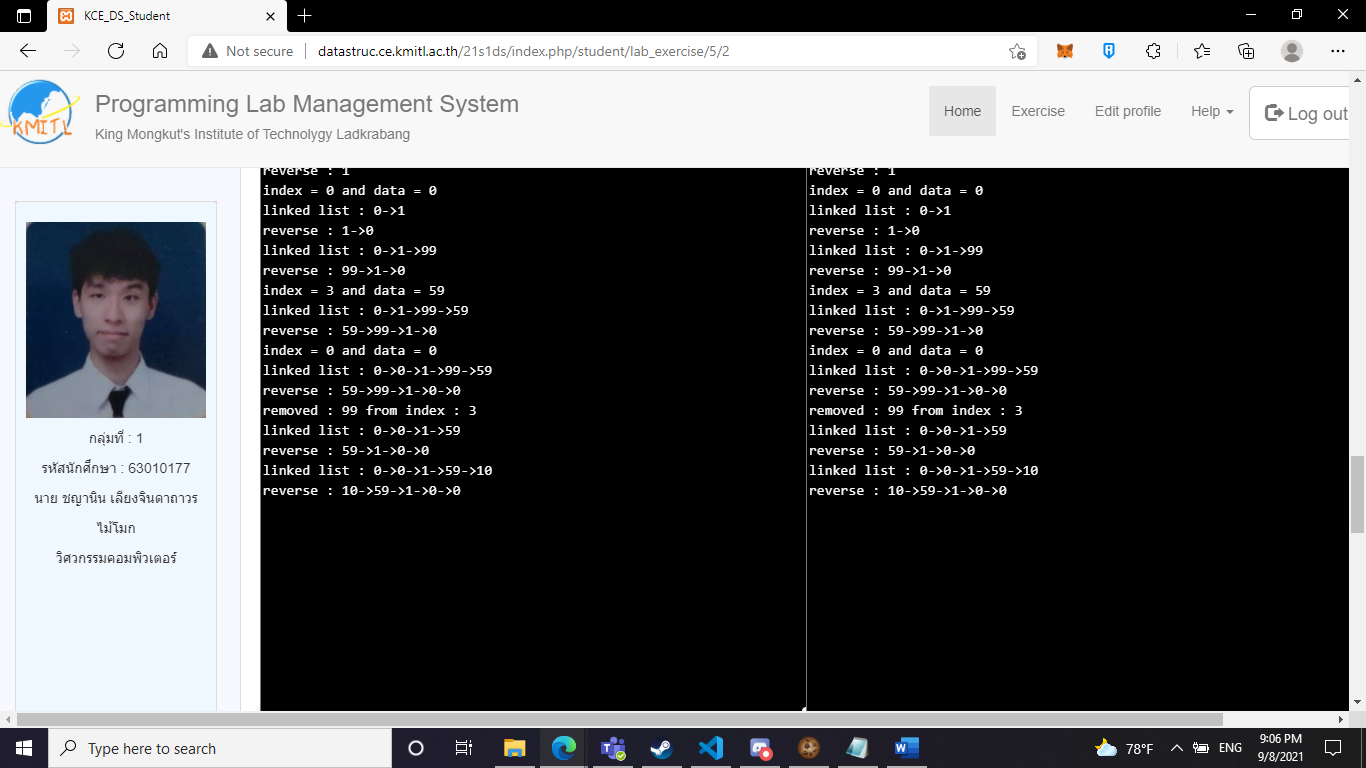 KCE_DS_Student
Not secure
datastruc.ce.kmitl.ac.th/21s1ds/index.php/student/lab_exercise/5/2
KMITL
Programming Lab Management System
King Mongkut's Institute of Technolygy Ladkrabang
Home
Exercise
Edit profile
Help
Log out
กลุ่มที่ : 1
รหัสนักศึกษา : 63010177
นาย ชญานิน เลียงจินดาถาวร
ไม้โมก
วิศวกรรมคอมพิวเตอร์
reverse : 1
index = 0 and data = 0
linked list : 0->1
reverse : 1->0
linked list : 0->1->99
reverse : 99->1->0
index = 3 and data = 59
linked list : 0->1->99->59
reverse : 59->99->1->0
index = 0 and data = 0
linked list : 0->0->1->99->59
reverse : 59->99->1->0->0
removed : 99 from index : 3
linked list : 0->0->1->59
reverse : 59->1->0->0
linked list : 0->0->1->59->10
reverse : 10->59->1->0->0
reverse : 1
index = 0 and data = 0
linked list : 0->1
reverse : 1->0
linked list : 0->1->99
reverse : 99->1->0
index = 3 and data = 59
linked list : 0->1->99->59
reverse : 59->99->1->0
index = 0 and data = 0
linked list : 0->0->1->99->59
reverse : 59->99->1->0->0
removed : 99 from index : 3
linked list : 0->0->1->59
reverse : 59->1->0->0
linked list : 0->0->1->59->10
reverse : 10->59->1->0->0
Type here to search
78°F
ENG
9:06 PM
9/8/2021